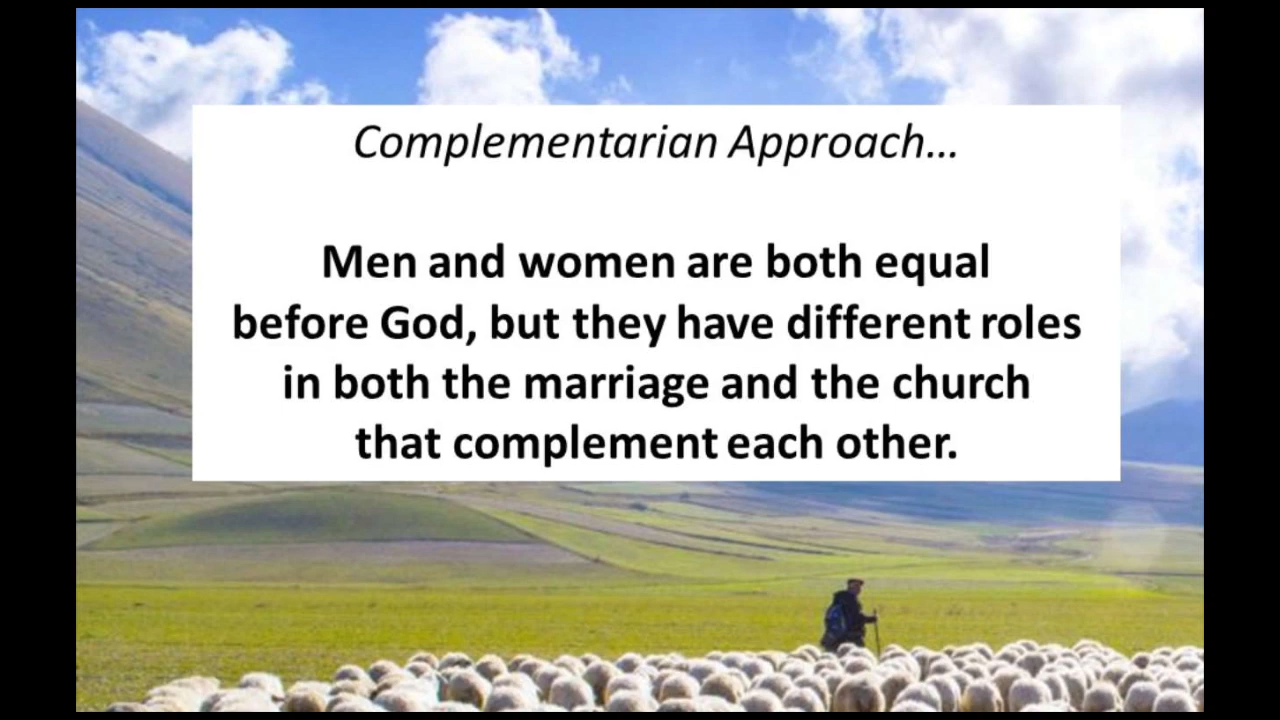 Complementarian Approach...
Men and women are both equal
before God, but they have different roles
in both the marriage and the church
that complement each other.